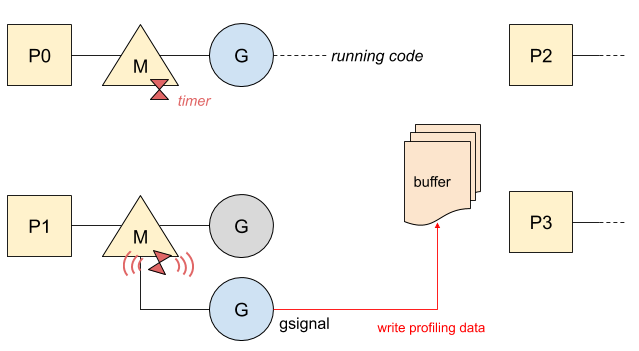 P0
M
G
running code
P2
timer
buffer
P1
M
G
P3
G
gsignal
write profiling data